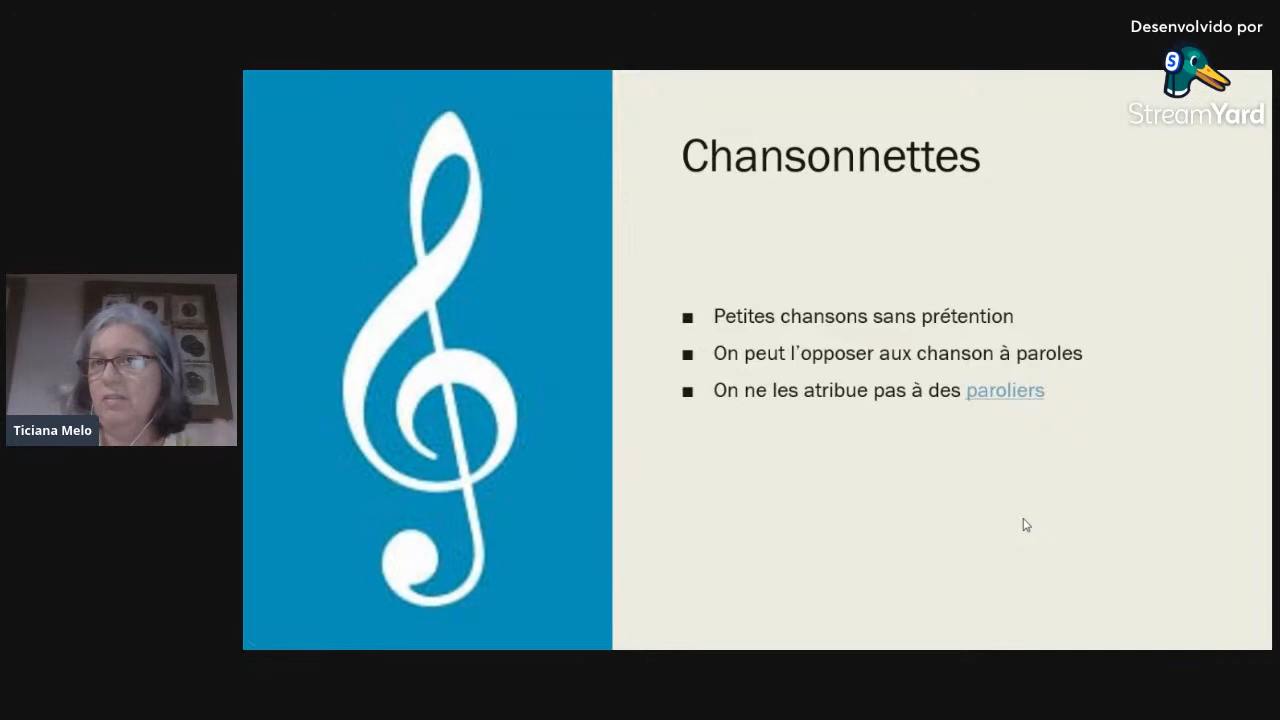 Desenvolvido por
S
StreamYard
Chansonnettes
■ Petites chansons sans prétention
■ On peut l'opposer aux chanson à paroles
■ On ne les atribue pas à des paroliers
Ticiana Melo